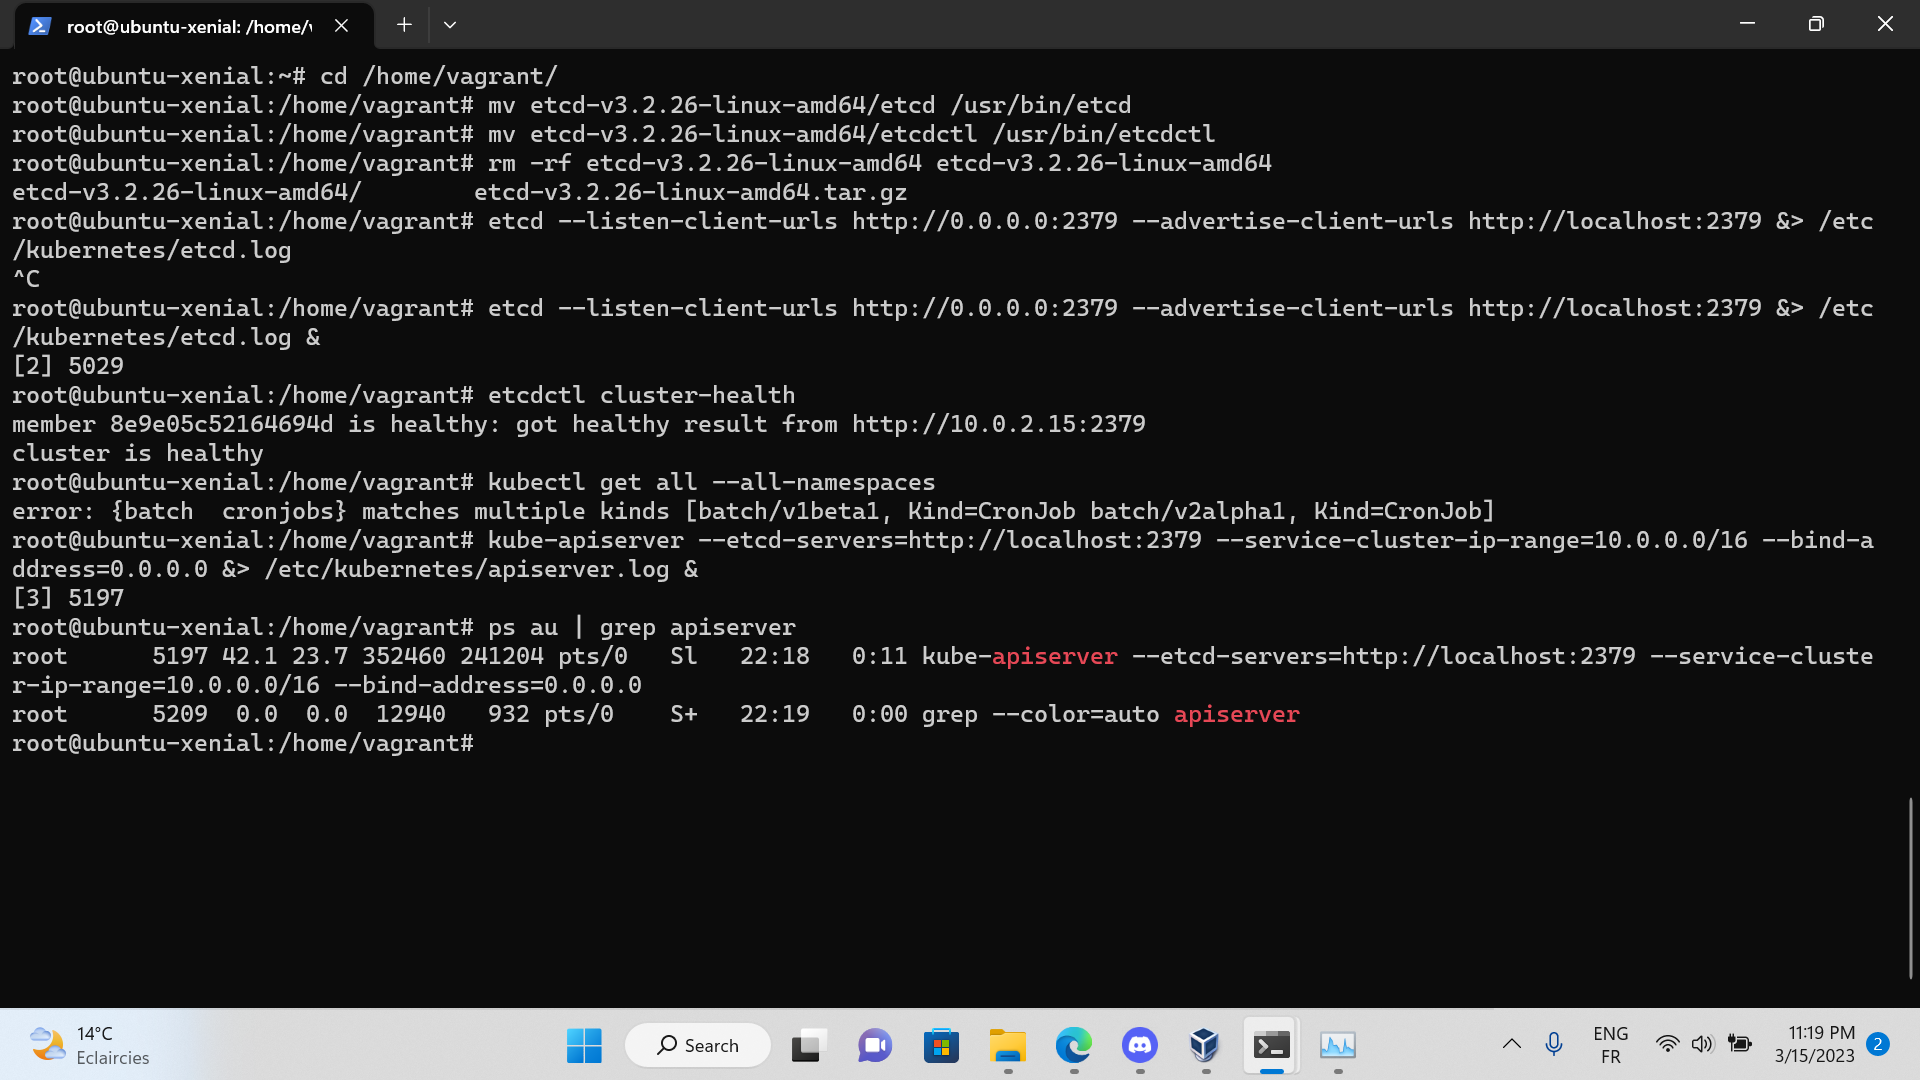 root@ubuntu-xenial: /home/v
root@ubuntu-xenial:~# cd /home/vagrant/
root@ubuntu-xenial:/home/vagrant# mv etcd-v3.2.26-linux-amd64/etcd /usr/bin/etcd
root@ubuntu-xenial:/home/vagrant# mv etcd-v3.2.26-linux-amd64/etcdctl /usr/bin/etcdctl
root@ubuntu-xenial:/home/vagrant# rm -rf etcd-v3.2.26-linux-amd64 etcd-v3.2.26-linux-amd64
etcd-v3.2.26-linux-amd64/        etcd-v3.2.26-linux-amd64.tar.gz
root@ubuntu-xenial:/home/vagrant# etcd --listen-client-urls http://0.0.0.0:2379 --advertise-client-urls http://localhost:2379 &> /etc
/kubernetes/etcd.log
^C
root@ubuntu-xenial:/home/vagrant# etcd --listen-client-urls http://0.0.0.0:2379 --advertise-client-urls http://localhost:2379 &> /etc
/kubernetes/etcd.log &
[2] 5029
root@ubuntu-xenial:/home/vagrant# etcdctl cluster-health
member 8e9e05c52164694d is healthy: got healthy result from http://10.0.2.15:2379
cluster is healthy
root@ubuntu-xenial:/home/vagrant# kubectl get all --all-namespaces
error: {batch  cronjobs} matches multiple kinds [batch/v1beta1, Kind=CronJob batch/v2alpha1, Kind=CronJob]
root@ubuntu-xenial:/home/vagrant# kube-apiserver --etcd-servers=http://localhost:2379 --service-cluster-ip-range=10.0.0.0/16 --bind-a
ddress=0.0.0.0 &> /etc/kubernetes/apiserver.log &
[3] 5197
root@ubuntu-xenial:/home/vagrant# ps au | grep apiserver
root      5197 42.1 23.7 352460 241204 pts/0   Sl   22:18   0:11 kube-apiserver --etcd-servers=http://localhost:2379 --service-cluste
r-ip-range=10.0.0.0/16 --bind-address=0.0.0.0
root      5209  0.0  0.0  12940   932 pts/0    S+   22:19   0:00 grep --color=auto apiserver
root@ubuntu-xenial:/home/vagrant#
14°C
Eclaircies
Search
ENG
FR
11:19 PM
3/15/2023
2